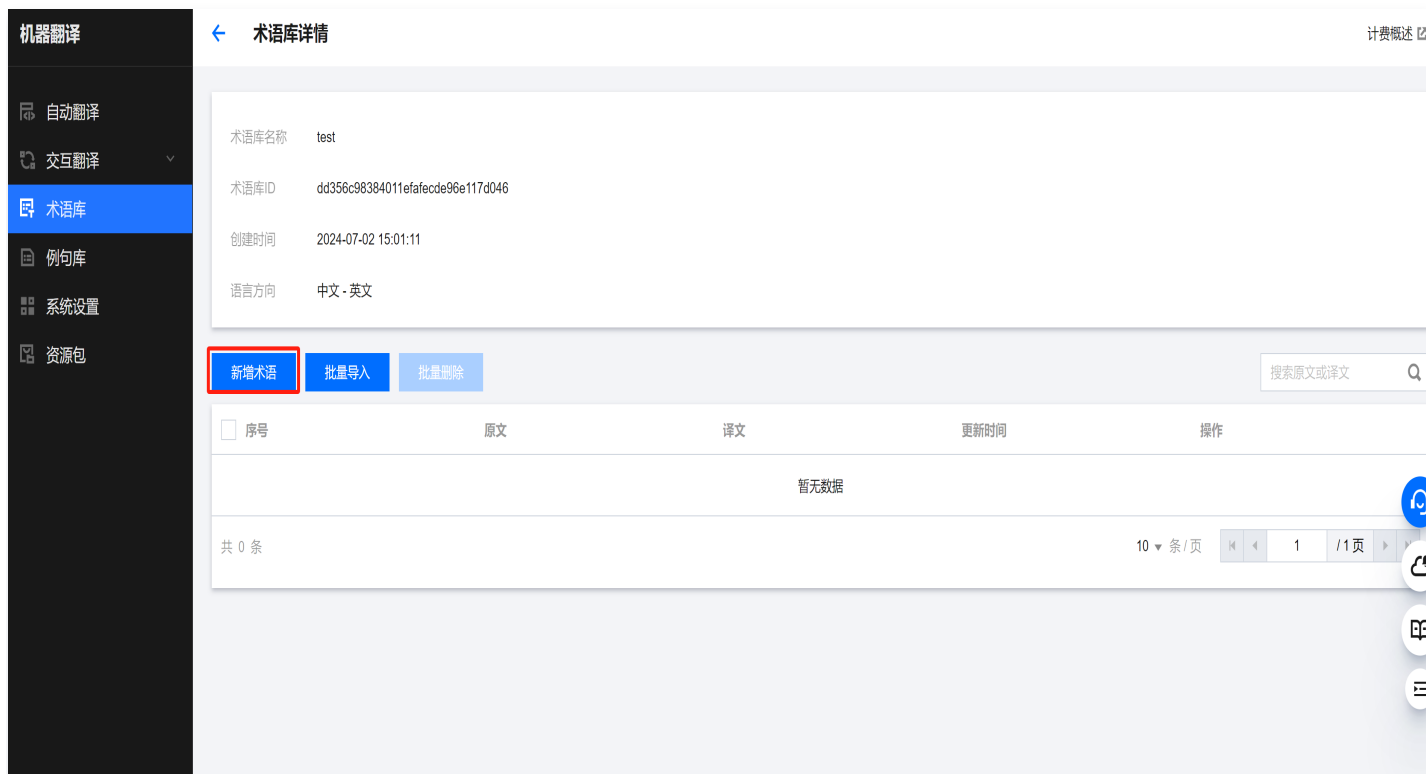 机器翻译
自动翻译
交互翻译
术语库
例句库
系统设置
资源包
术语库详情
计费概述
术语库名称 test
术语库ID dd356c98384011efafecde96e117d046
创建时间 2024-07-02 15:01:11
语言方向 中文 - 英文
新增术语 批量导入 批量删除 搜索原文或译文
序号 原文 译文 更新时间 操作
暂无数据
共 0 条 10 条 / 页 1 / 1 页